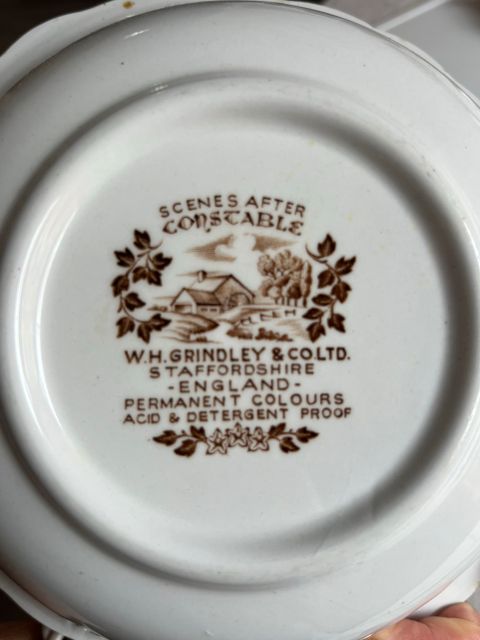 SCENES AFTER
CONSTABLE
W.H. GRINDLEY & CO. LTD.
STAFFORDSHIRE
- ENGLAND -
PERMANENT COLOURS
ACID & DETERGENT PROOF